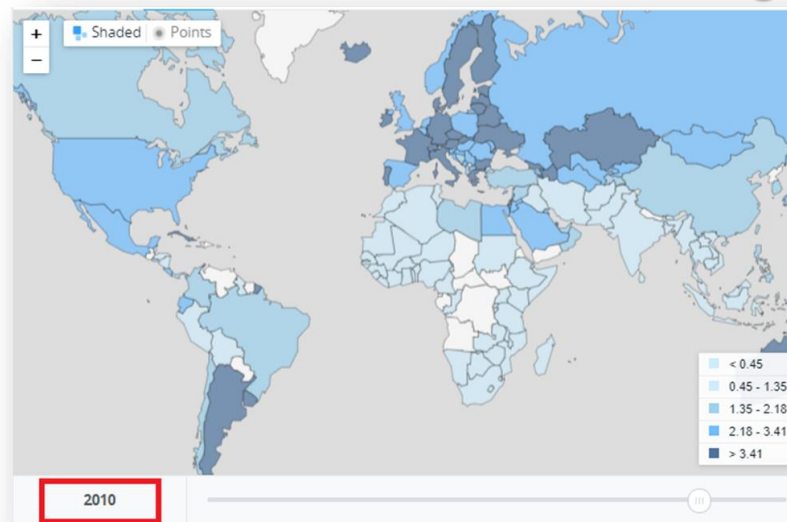 +
Shaded Points
−
< 0.45
0.45 - 1.35
1.35 - 2.18
2.18 - 3.41
> 3.41
2010